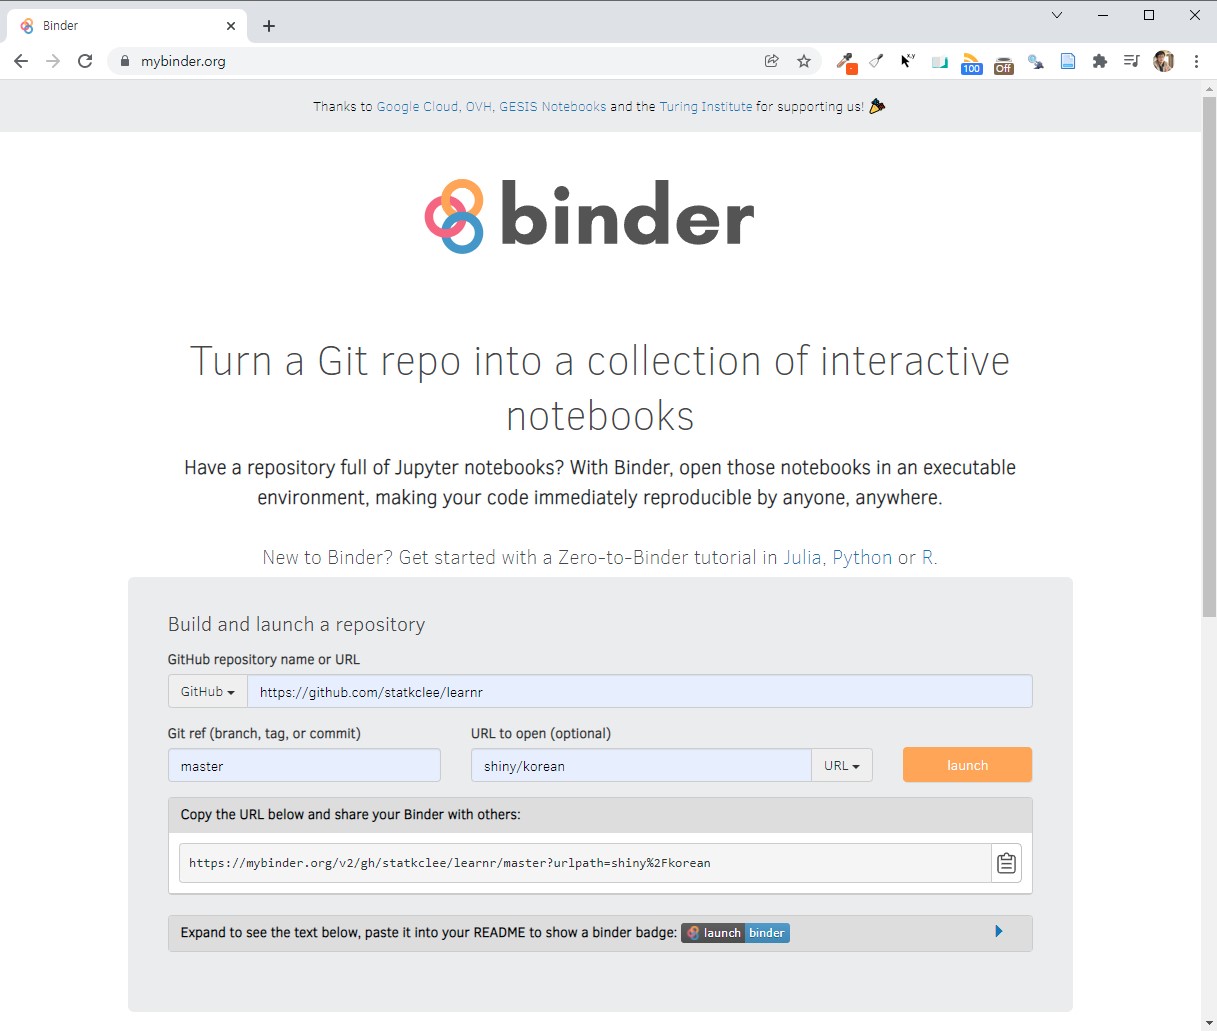 Binder
mybinder.org
100
Off
Thanks to Google Cloud, OVH, GESIS Notebooks and the Turing Institute for supporting us!
binder
Turn a Git repo into a collection of interactive
notebooks
Have a repository full of Jupyter notebooks? With Binder, open those notebooks in an executable
environment, making your code immediately reproducible by anyone, anywhere.
New to Binder? Get started with a Zero-to-Binder tutorial in Julia, Python or R.
Build and launch a repository
GitHub repository name or URL
GitHub
https://github.com/statkclee/learnr
Git ref (branch, tag, or commit)
URL to open (optional)
master
shiny/korean
URL
launch
Copy the URL below and share your Binder with others:
https://mybinder.org/v2/gh/statkclee/learnr/master?urlpath=shiny%2Fkorean
Expand to see the text below, paste it into your README to show a binder badge: launch binder